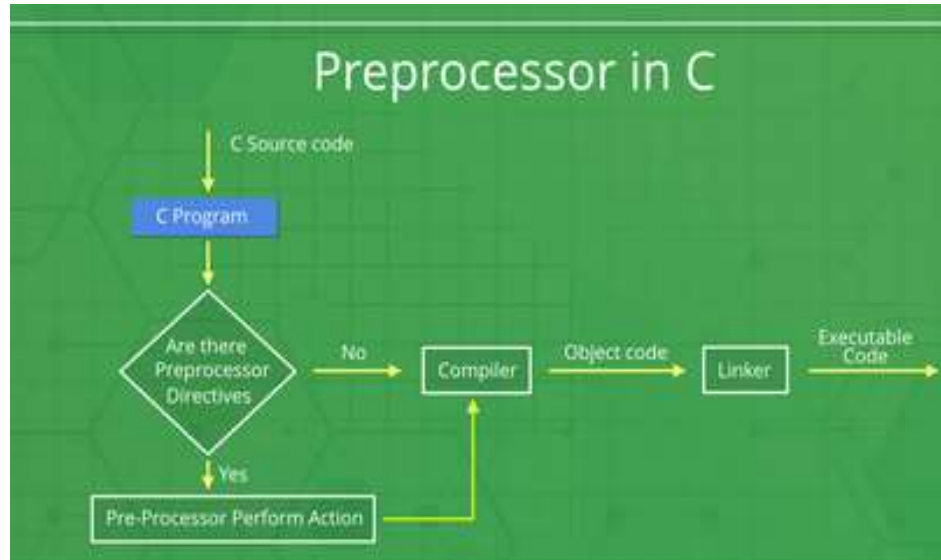 Preprocessor in C
C Source code
C Program
Are there
Preprocessor
Directives
No
Compiler
Object code
Linker
Executable
Code
Yes
Pre-Processor Perform Action